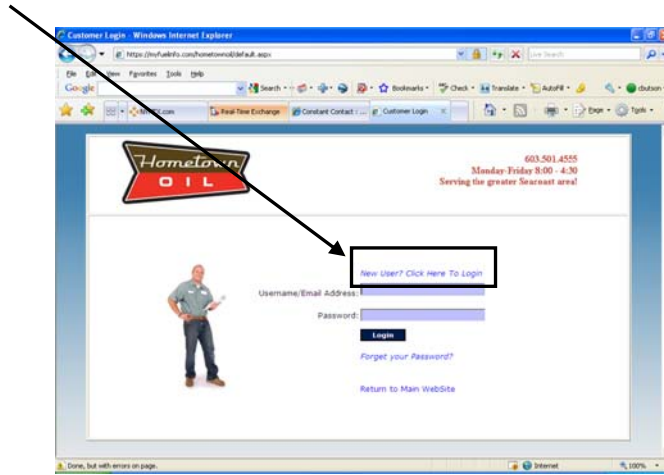 Customer Login - Windows Internet Explorer
https://myfuelinfo.com/hometownoil/default.aspx
Live Search
File Edit View Favorites Tools Help
Google Search Bookmarks Check Translate AutoFill
Real-Time Exchange Constant Contact : ... Customer Login Page Tools
Hometown
OIL
603.501.4555
Monday-Friday 8:00 - 4:30
Serving the greater Seacoast area!
New User? Click Here To Login
Username/Email Address:
Password:
Login
Forget your Password?
Return to Main WebSite
Done, but with errors on page. Internet 100%